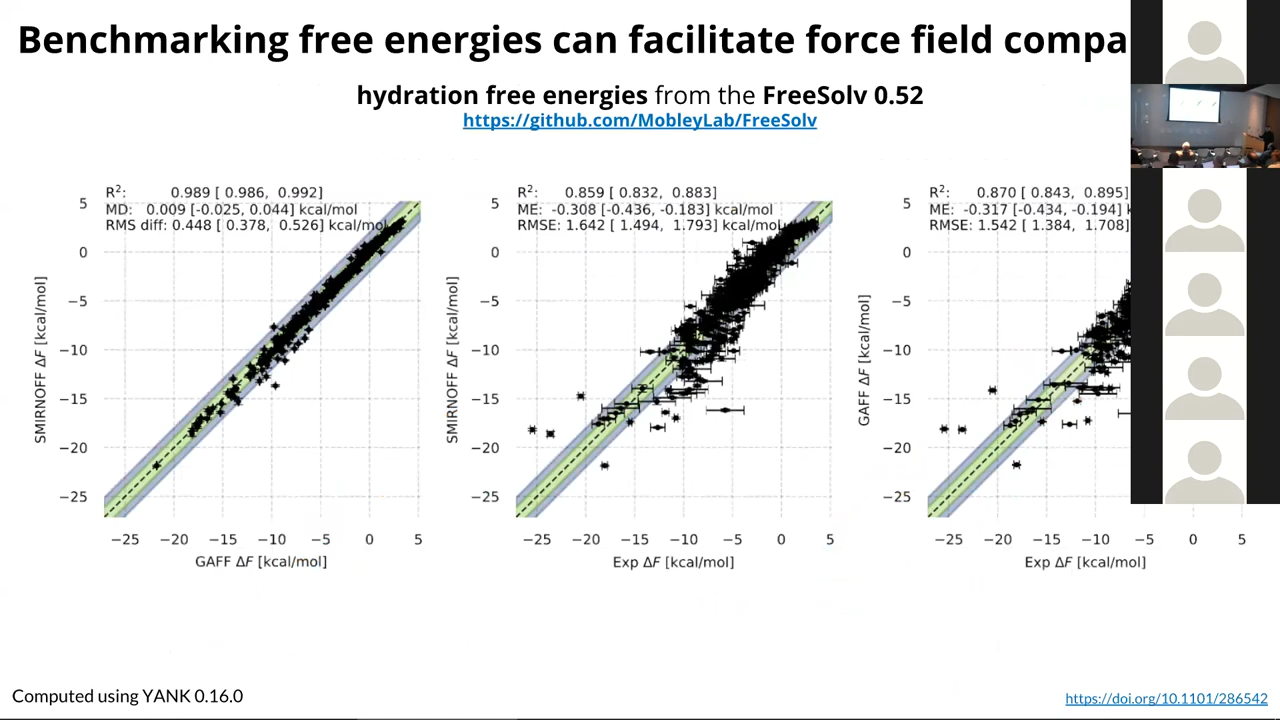 Benchmarking free energies can facilitate force field compa
hydration free energies from the FreeSolv 0.52
https://github.com/MobleyLab/FreeSolv
R²: 0.989 [ 0.986, 0.992]
MD: 0.009 [-0.025, 0.044] kcal/mol
RMS diff: 0.448 [ 0.378, 0.526] kcal/mol
5
0
−5
−10
−15
−20
−25
SMIRNOFF ΔF [kcal/mol]
−25 −20 −15 −10 −5 0 5
GAFF ΔF [kcal/mol]
R²: 0.859 [ 0.832, 0.883]
ME: -0.308 [-0.436, -0.183] kcal/mol
RMSE: 1.642 [ 1.494, 1.793] kcal/mol
5
0
−5
−10
−15
−20
−25
SMIRNOFF ΔF [kcal/mol]
−25 −20 −15 −10 −5 0 5
Exp ΔF [kcal/mol]
R²: 0.870 [ 0.843, 0.895]
ME: -0.317 [-0.434, -0.194]
RMSE: 1.542 [ 1.384, 1.708]
5
0
−5
−10
−15
−20
−25
GAFF ΔF [kcal/mol]
−25 −20 −15 −10 −5 0 5
Exp ΔF [kcal/mol]
Computed using YANK 0.16.0
https://doi.org/10.1101/286542